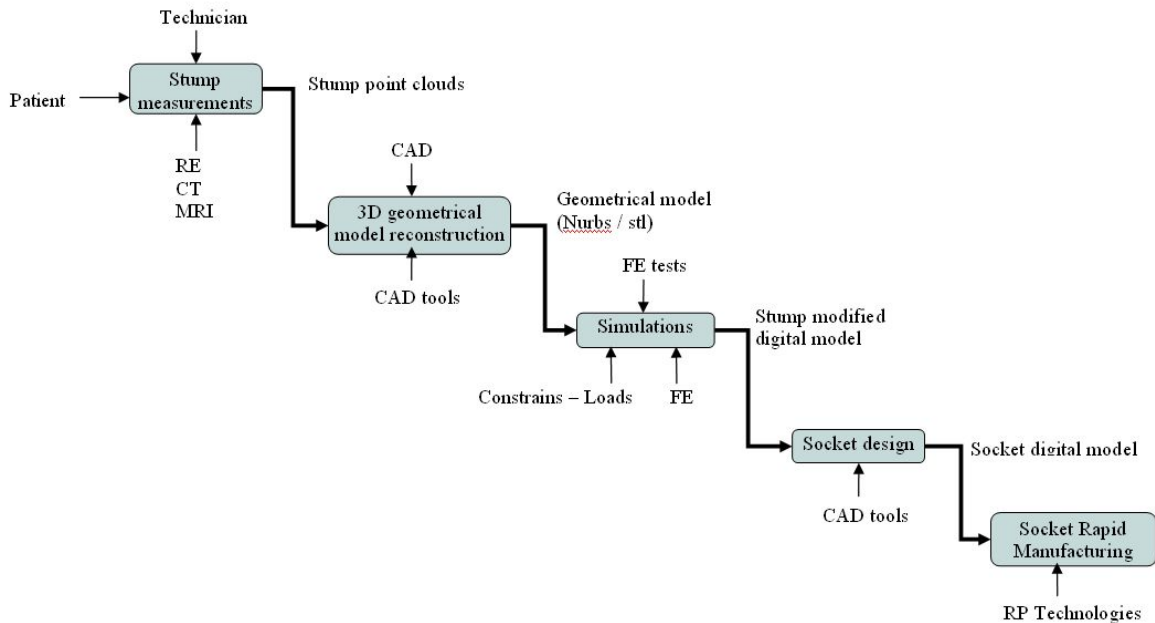 Technician
Patient
Stump
measurements
Stump point clouds
RE
CT
MRI
CAD
3D geometrical
model reconstruction
Geometrical model
(Nurbs / stl)
CAD tools
FE tests
Simulations
Stump modified
digital model
Constrains – Loads
FE
Socket design
Socket digital model
CAD tools
Socket Rapid
Manufacturing
RP Technologies